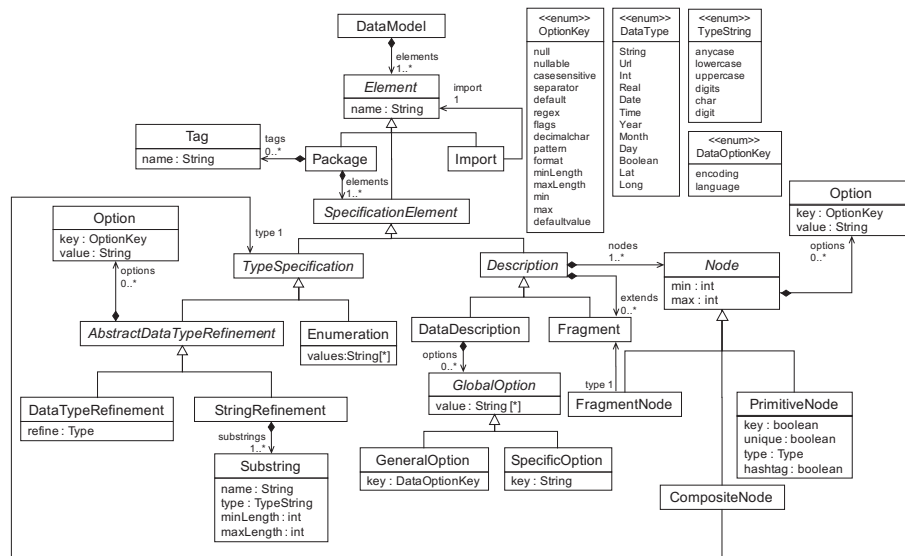 DataModel
elements
1..*
Element
name : String
import
1
Tag
name : String
tags
0..*
Package
Import
elements
1..*
SpecificationElement
<<enum>>
OptionKey
null
nullable
casesensitive
separator
default
regex
flags
decimalchar
pattern
format
minLength
maxLength
min
max
defaultvalue
<<enum>>
DataType
String
Url
Int
Real
Date
Time
Year
Month
Day
Boolean
Lat
Long
<<enum>>
TypeString
anycase
lowercase
uppercase
digits
char
digit
<<enum>>
DataOptionKey
encoding
language
Option
key : OptionKey
value : String
options
0..*
Option
key : OptionKey
value : String
options
0..*
type 1
TypeSpecification
Description
nodes
1..*
Node
min : int
max : int
extends
0..*
AbstractDataTypeRefinement
Enumeration
values:String[*]
DataDescription
Fragment
options
0..*
GlobalOption
value : String [*]
type 1
FragmentNode
PrimitiveNode
key : boolean
unique : boolean
type : Type
hashtag : boolean
DataTypeRefinement
refine : Type
StringRefinement
substrings
1..*
Substring
name : String
type : TypeString
minLength : int
maxLength : int
GeneralOption
key : DataOptionKey
SpecificOption
key : String
CompositeNode